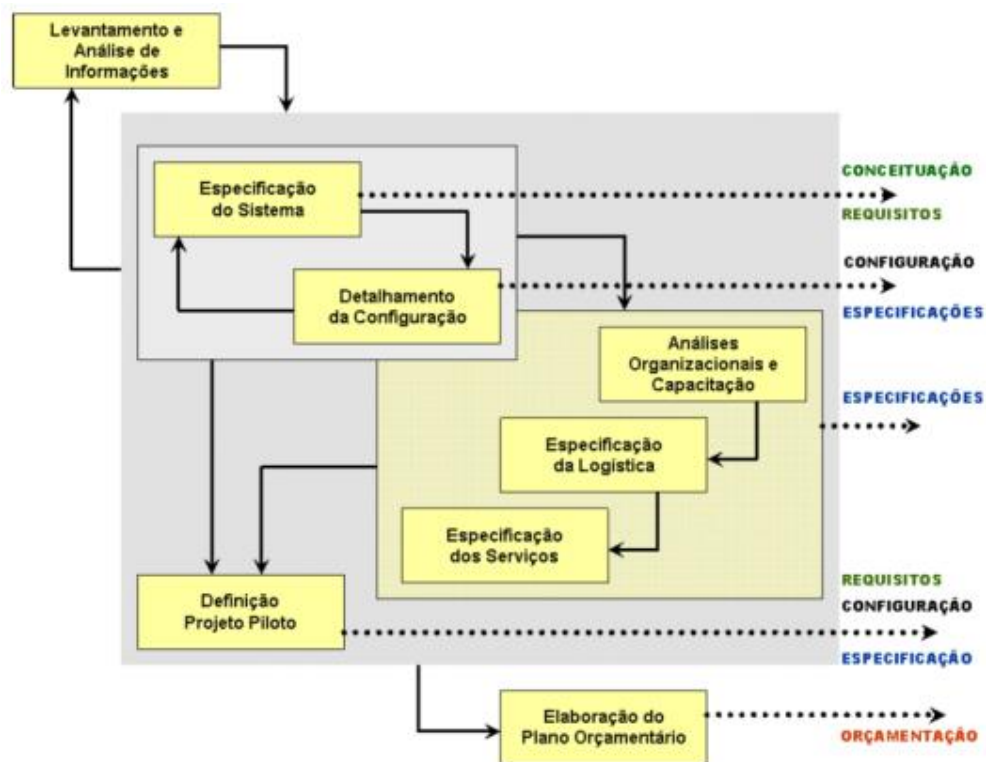 Levantamento e
Análise de
Informações
Especificação
do Sistema
CONCEITUAÇÃO
REQUISITOS
CONFIGURAÇÃO
Detalhamento
da Configuração
ESPECIFICAÇÕES
Análises
Organizacionais e
Capacitação
ESPECIFICAÇÕES
Especificação
da Logística
Especificação
dos Serviços
REQUISITOS
Definição
Projeto Piloto
CONFIGURAÇÃO
ESPECIFICAÇÃO
Elaboração do
Plano Orçamentário
ORÇAMENTAÇÃO